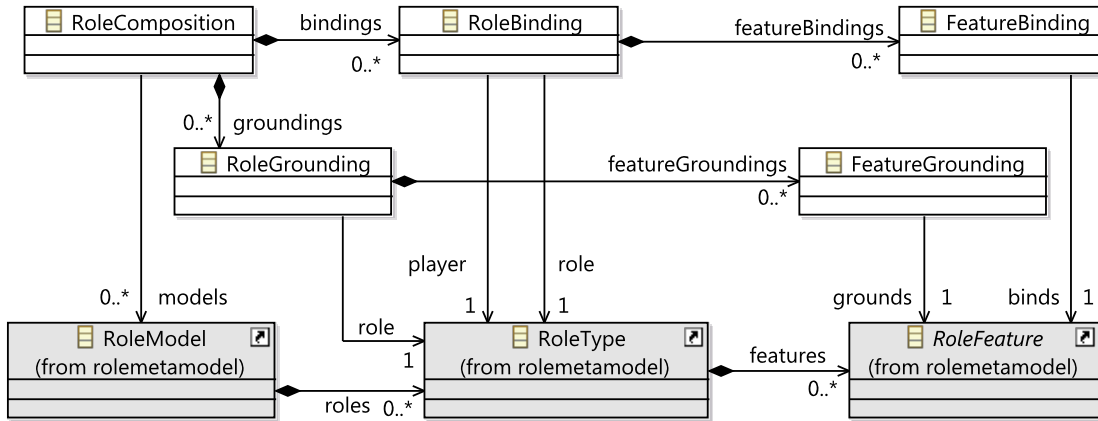 RoleComposition
bindings
0..*
RoleBinding
featureBindings
0..*
FeatureBinding
0..*
groundings
RoleGrounding
featureGroundings
0..*
FeatureGrounding
player
1
role
1
grounds
1
binds
1
0..*
models
role
1
RoleModel
(from rolemetamodel)
roles
0..*
RoleType
(from rolemetamodel)
features
0..*
RoleFeature
(from rolemetamodel)